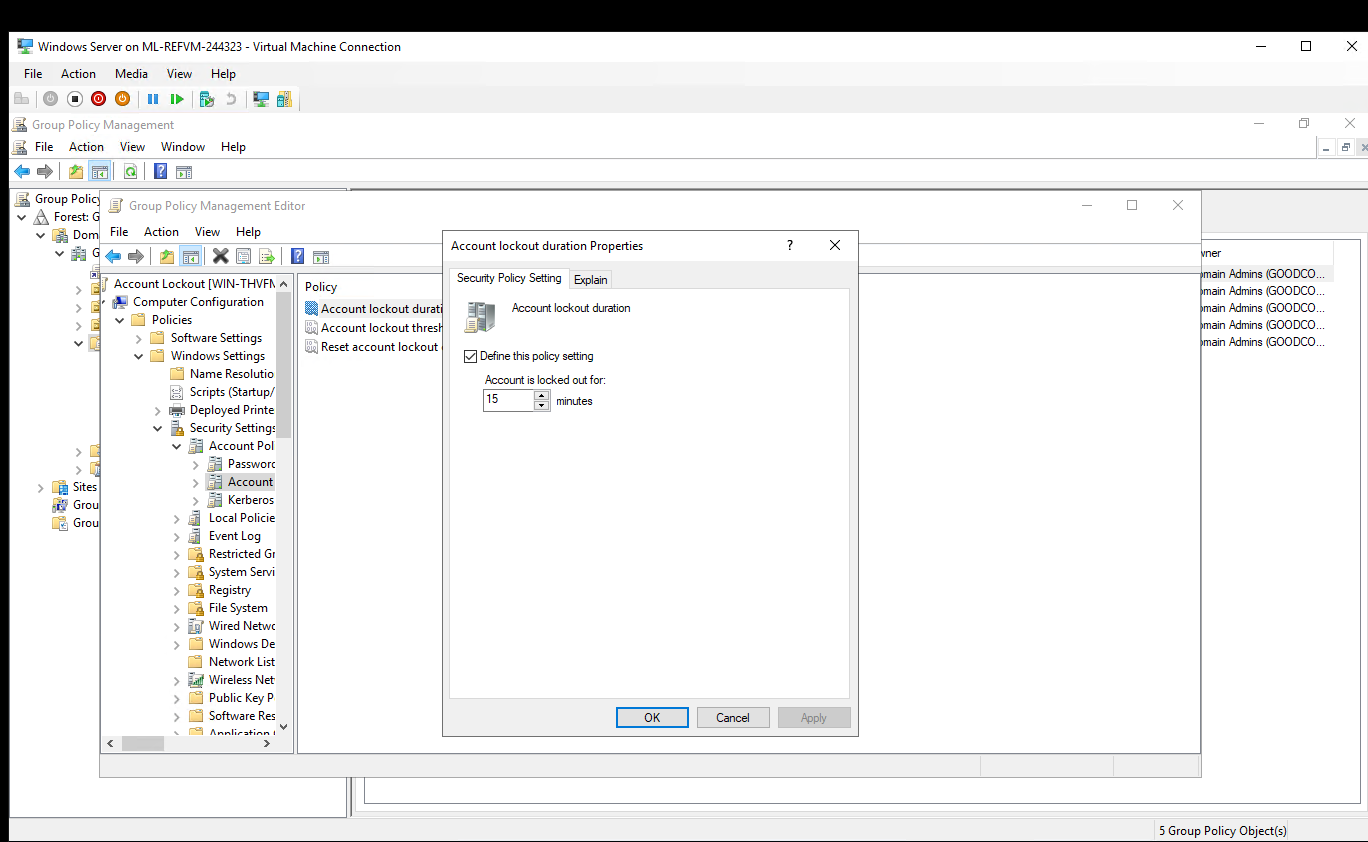 Windows Server on ML-REFVM-244323 - Virtual Machine Connection
File Action Media View Help
Group Policy Management
File Action View Window Help
Group Policy
Forest: G
Dom
G
Sites
Grou
Grou
Group Policy Management Editor
File Action View Help
Account Lockout [WIN-THVFN
Computer Configuration
Policies
Software Settings
Windows Settings
Name Resolutio
Scripts (Startup/
Deployed Printe
Security Settings
Account Pol
Password
Account
Kerberos
Local Policie
Event Log
Restricted Gr
System Servi
Registry
File System
Wired Netwo
Windows De
Network List
Wireless Net
Public Key P
Software Res
Application
Policy
Account lockout durati
Account lockout thresh
Reset account lockout
Account lockout duration Properties
?
Security Policy Setting
Explain
Account lockout duration
Define this policy setting
Account is locked out for:
15 minutes
OK Cancel Apply
wner
main Admins (GOODCO...
main Admins (GOODCO...
main Admins (GOODCO...
main Admins (GOODCO...
main Admins (GOODCO...
5 Group Policy Object(s)